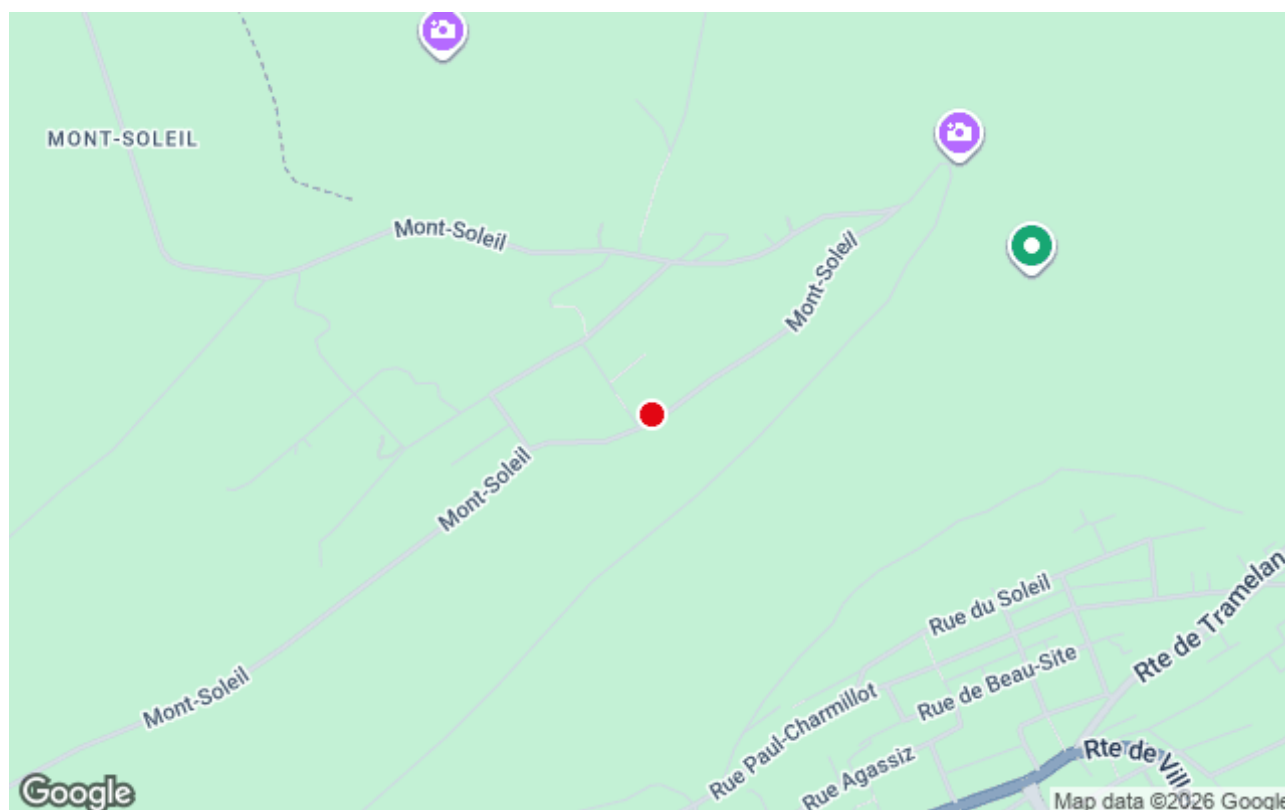 MONT-SOLEIL
Mont-Soleil
Mont-Soleil
Mont-Soleil
Mont-Soleil
Rue du Soleil
Rte de Tramelan
Rue de Beau-Site
Rue Paul-Charmillot
Rue Agassiz
Rte de Vill
Google
Map data ©2026 Google